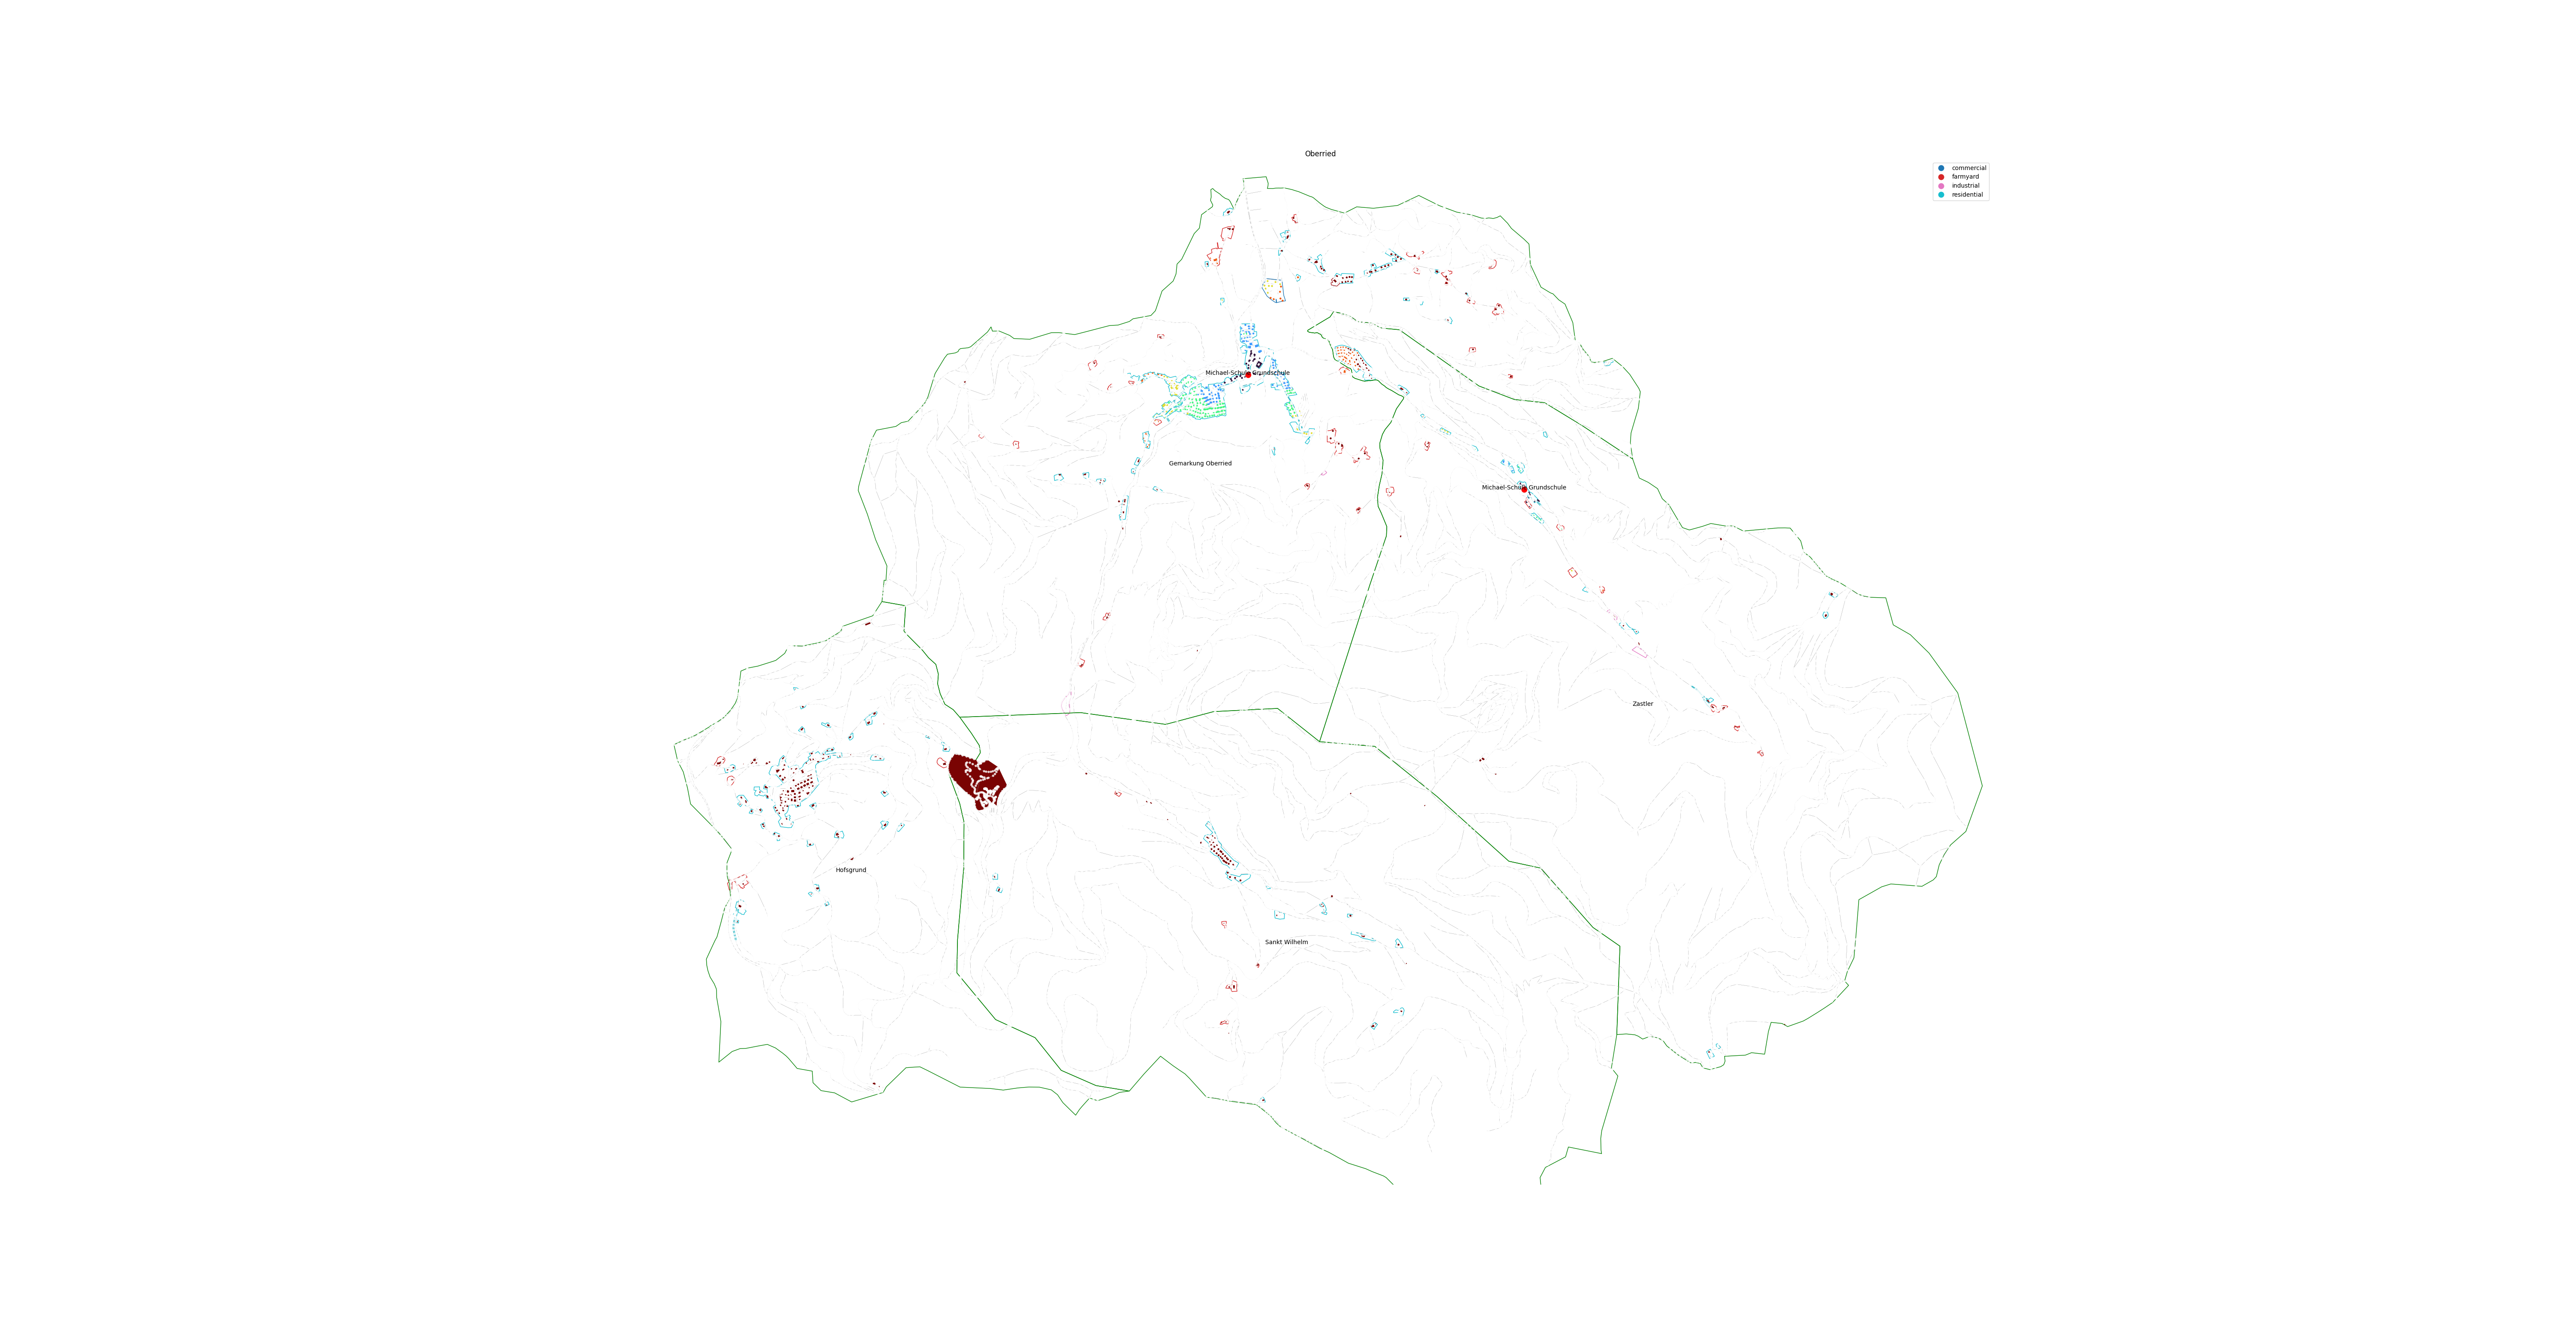 Oberried
commercial
farmyard
industrial
residential
Michael-Schule Grundschule
Gemarkung Oberried
Michael-Schule Grundschule
Zastler
Hofsgrund
Sankt Wilhelm